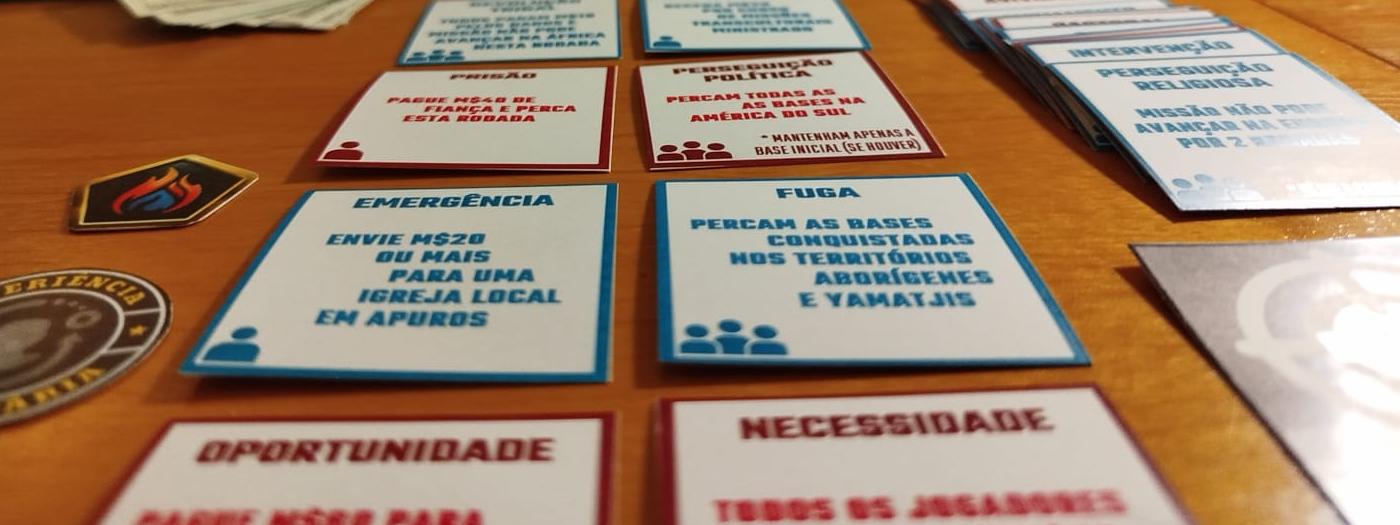 REVOLUÇÃO
TODOS PAGAM M$10
PELOS DANOS E
MISSÃO NÃO PODE
AVANÇAR NA ÁFRICA
NESTA RODADA
DE MISSÕES
TRANSCULTURAIS
MINISTRADO
PRISÃO
PAGUE M$40 DE
FIANÇA E PERCA
ESTA RODADA
PERSEGUIÇÃO
POLÍTICA
PERCAM TODAS AS
AS BASES NA
AMÉRICA DO SUL
* MANTENHAM APENAS A
BASE INICIAL (SE HOUVER)
INTERVENÇÃO
PERSEGUIÇÃO
RELIGIOSA
MISSÃO NÃO PODE
AVANÇAR NA
POR 2
EMERGÊNCIA
ENVIE M$20
OU MAIS
PARA UMA
IGREJA LOCAL
EM APUROS
FUGA
PERCAM AS BASES
CONQUISTADAS
NOS TERRITÓRIOS
ABORÍGENES
E YAMATJIS
OPORTUNIDADE
PARA
NECESSIDADE
TODOS OS JOGADORES